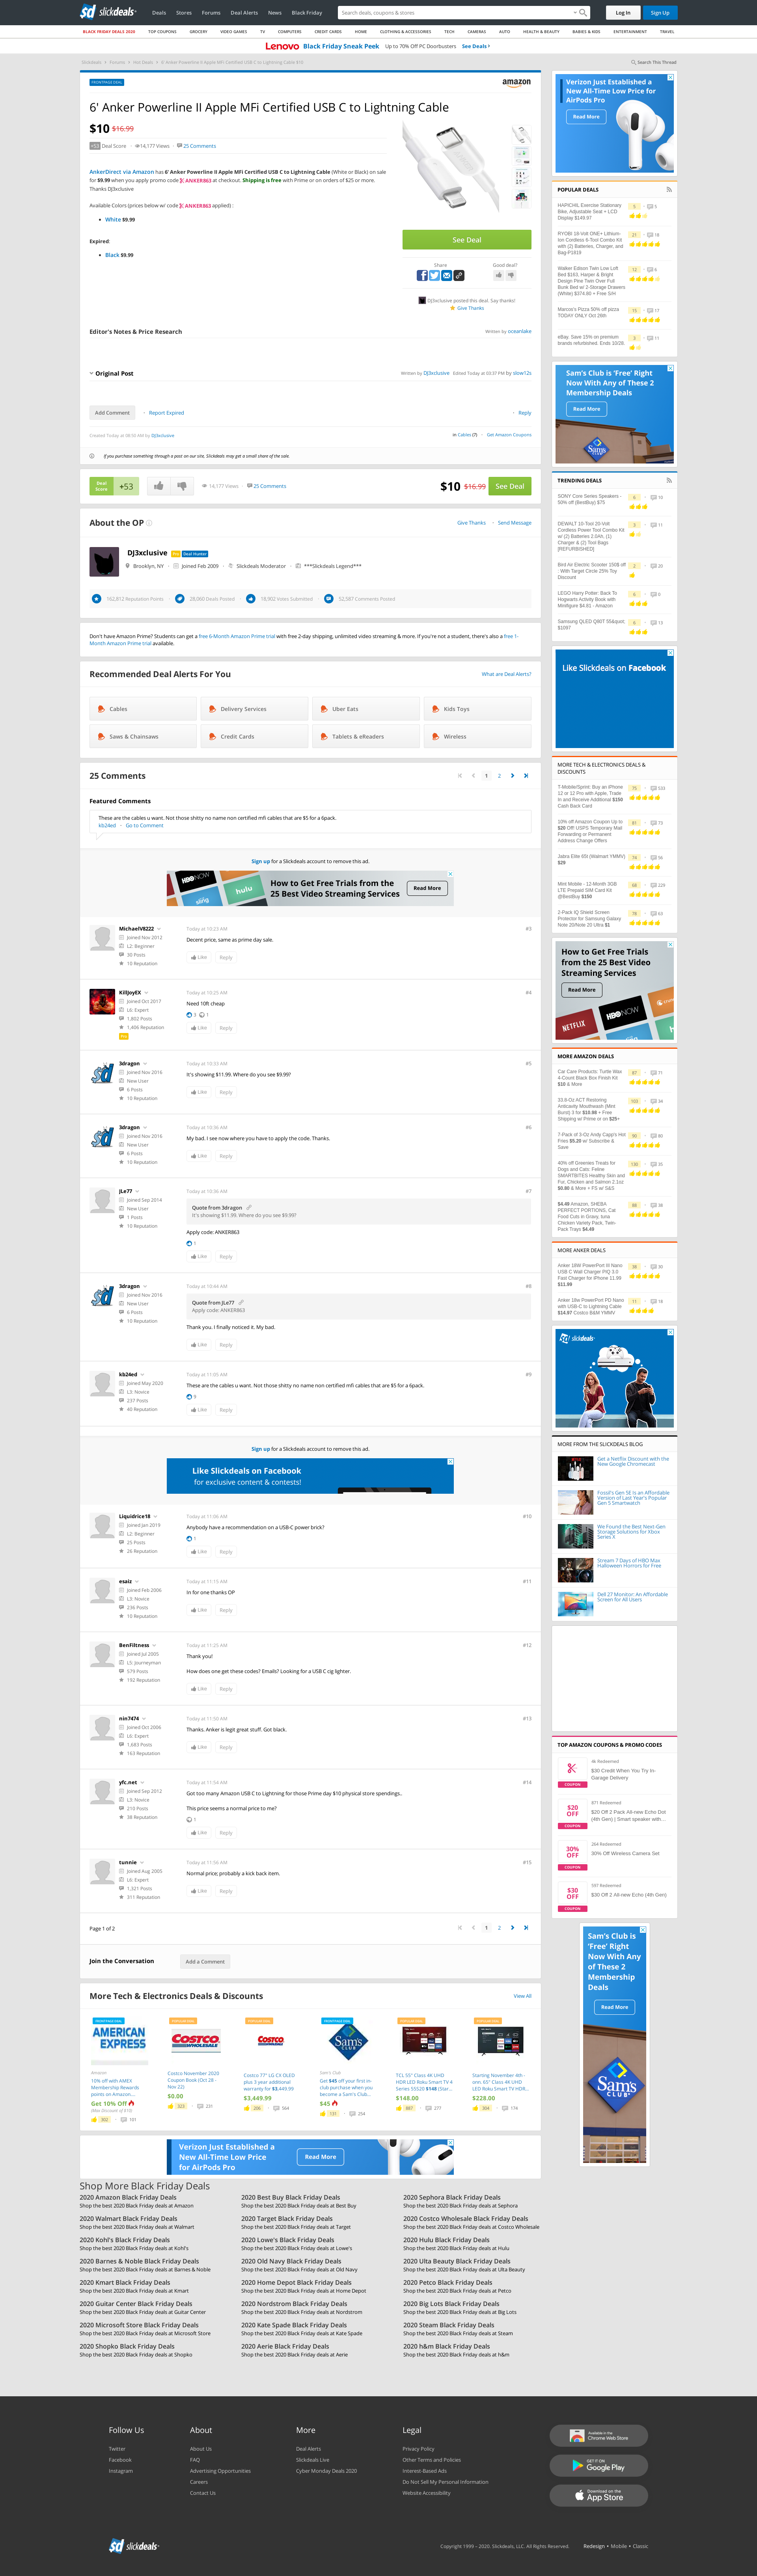 slickdeals
Deals Stores Forums Deal Alerts News Black Friday
Search deals, coupons & stores
Log In Sign Up
BLACK FRIDAY DEALS 2020 TOP COUPONS GROCERY VIDEO GAMES TV COMPUTERS CREDIT CARDS HOME CLOTHING & ACCESSORIES TECH CAMERAS AUTO HEALTH & BEAUTY BABIES & KIDS ENTERTAINMENT TRAVEL
Lenovo Black Friday Sneak Peek Up to 70% Off PC Doorbusters See Deals
Slickdeals Forums Hot Deals 6' Anker Powerline II Apple MFi Certified USB C to Lightning Cable $10
Search This Thread
FRONTPAGE DEAL
amazon
6' Anker Powerline II Apple MFi Certified USB C to Lightning Cable
$10 $16.99
+53 Deal Score 14,177 Views 25 Comments
AnkerDirect via Amazon has 6' Anker Powerline II Apple MFi Certified USB C to Lightning Cable (White or Black) on sale
for $9.99 when you apply promo code ANKER863 at checkout. Shipping is free with Prime or on orders of $25 or more.
Thanks DJ3xclusive
Available Colors (prices below w/ code ANKER863 applied) :
White $9.99
Expired:
Black $9.99
See Deal
Share Good deal?
DJ3xclusive posted this deal. Say thanks!
Give Thanks
Editor's Notes & Price Research Written by oceanlake
Original Post Written by DJ3xclusive Edited Today at 03:37 PM by slow12s
Add Comment Report Expired Reply
Created Today at 08:00 AM by DJ3xclusive
in Cables (7) Get Amazon Coupons
If you purchase something through a post on our site, Slickdeals may get a small share of the sale.
Deal Score +53 14,177 Views 25 Comments $10 $16.99 See Deal
About the OP Give Thanks Send Message
DJ3xclusive Pro Deal Hunter
Brooklyn, NY Joined Feb 2009 Slickdeals Moderator ***Slickdeals Legend***
102,812 Reputation Points 28,060 Deals Posted 18,902 Votes Submitted 52,587 Comments Posted
Don't have Amazon Prime? Students can get a free 6-Month Amazon Prime trial with free 2-day shipping, unlimited video streaming & more. If you're not a student, there's also a free 1-
Month Amazon Prime trial available.
Recommended Deal Alerts For You What are Deal Alerts?
Cables Delivery Services Uber Eats Kids Toys
Saws & Chainsaws Credit Cards Tablets & eReaders Wireless
25 Comments 1 2
Featured Comments
These are the cables u want. Not those shitty no name non certified mfi cables that are $5 for a 6pack.
kb24ed Go to Comment
Sign up for a Slickdeals account to remove this ad.
HBO NOW hulu How to Get Free Trials from the
25 Best Video Streaming Services Read More
MichaelV8222 Today at 10:23 AM #3
Joined Nov 2012
L2: Beginner
30 Posts
10 Reputation
Decent price, same as prime day sale.
Like Reply
KilljoyEX Today at 10:25 AM #4
Joined Oct 2017
L6: Expert
1,802 Posts
1,406 Reputation
Pro
Need 10ft cheap
3 1
Like Reply
3dragon Today at 10:33 AM #5
Joined Nov 2016
New User
6 Posts
10 Reputation
It's showing $11.99. Where do you see $9.99?
Like Reply
3dragon Today at 10:36 AM #6
Joined Nov 2016
New User
6 Posts
10 Reputation
My bad. I see now where you have to apply the code. Thanks.
Like Reply
JLe77 Today at 10:36 AM #7
Joined Sep 2014
New User
1 Posts
10 Reputation
Quote from 3dragon
It's showing $11.99. Where do you see $9.99?
Apply code: ANKER863
1
Like Reply
3dragon Today at 10:44 AM #8
Joined Nov 2016
New User
6 Posts
10 Reputation
Quote from JLe77
Apply code: ANKER863
Thank you. I finally noticed it. My bad.
Like Reply
kb24ed Today at 11:05 AM #9
Joined May 2020
L3: Novice
237 Posts
40 Reputation
These are the cables u want. Not those shitty no name non certified mfi cables that are $5 for a 6pack.
9
Like Reply
Sign up for a Slickdeals account to remove this ad.
Like Slickdeals on Facebook
for exclusive content & contests!
Liquidrice18 Today at 11:06 AM #10
Joined Jan 2019
L2: Beginner
25 Posts
26 Reputation
Anybody have a recommendation on a USB-C power brick?
1
Like Reply
esaiz Today at 11:15 AM #11
Joined Feb 2006
L3: Novice
236 Posts
10 Reputation
In for one thanks OP
Like Reply
BenFiltness Today at 11:25 AM #12
Joined Jul 2005
L5: Journeyman
579 Posts
192 Reputation
Thank you!
How does one get these codes? Emails? Looking for a USB C cig lighter.
Like Reply
nin7474 Today at 11:50 AM #13
Joined Oct 2006
L6: Expert
1,683 Posts
163 Reputation
Thanks. Anker is legit great stuff. Got black.
Like Reply
yfc.net Today at 11:54 AM #14
Joined Sep 2012
L3: Novice
210 Posts
38 Reputation
Got too many Amazon USB C to Lightning for those Prime day $10 physical store spendings..
This price seems a normal price to me?
1
Like Reply
tunnie Today at 11:56 AM #15
Joined Aug 2005
L6: Expert
1,321 Posts
311 Reputation
Normal price; probably a kick back item.
Like Reply
Page 1 of 2 1 2
Join the Conversation Add a Comment
More Tech & Electronics Deals & Discounts View All
AMERICAN EXPRESS
Amazon
10% off with AMEX
Membership Rewards
points on Amazon...
Get 10% Off
(Max Discount of $15)
302 101
COSTCO WHOLESALE
Costco November 2020
Coupon Book (Oct 28 -
Nov 22)
$0.00
323 231
COSTCO WHOLESALE
Costco 77" LG CX OLED
plus 3 year additional
warranty for $3,449.99
$3,449.99
236 564
Sam's Club
Sam's Club
Get $45 off your first in-
club purchase when you
become a Sam's Club...
$45
131 254
TCL 55" Class 4K UHD
HDR LED Roku Smart TV 4
Series 55S20 $148 (Star...
$148.00
887 277
Starting November 4th -
onn. 65" Class 4K UHD
LED Roku Smart TV HDR...
$228.00
304 174
Verizon Just Established a
New All-Time Low Price
for AirPods Pro
Read More
Shop More Black Friday Deals
2020 Amazon Black Friday Deals
Shop the best 2020 Black Friday deals at Amazon
2020 Best Buy Black Friday Deals
Shop the best 2020 Black Friday deals at Best Buy
2020 Sephora Black Friday Deals
Shop the best 2020 Black Friday deals at Sephora
2020 Walmart Black Friday Deals
Shop the best 2020 Black Friday deals at Walmart
2020 Target Black Friday Deals
Shop the best 2020 Black Friday deals at Target
2020 Costco Wholesale Black Friday Deals
Shop the best 2020 Black Friday deals at Costco Wholesale
2020 Kohl's Black Friday Deals
Shop the best 2020 Black Friday deals at Kohl's
2020 Lowe's Black Friday Deals
Shop the best 2020 Black Friday deals at Lowe's
2020 Hulu Black Friday Deals
Shop the best 2020 Black Friday deals at Hulu
2020 Barnes & Noble Black Friday Deals
Shop the best 2020 Black Friday deals at Barnes & Noble
2020 Old Navy Black Friday Deals
Shop the best 2020 Black Friday deals at Old Navy
2020 Ulta Beauty Black Friday Deals
Shop the best 2020 Black Friday deals at Ulta Beauty
2020 Kmart Black Friday Deals
Shop the best 2020 Black Friday deals at Kmart
2020 Home Depot Black Friday Deals
Shop the best 2020 Black Friday deals at Home Depot
2020 Petco Black Friday Deals
Shop the best 2020 Black Friday deals at Petco
2020 Guitar Center Black Friday Deals
Shop the best 2020 Black Friday deals at Guitar Center
2020 Nordstrom Black Friday Deals
Shop the best 2020 Black Friday deals at Nordstrom
2020 Big Lots Black Friday Deals
Shop the best 2020 Black Friday deals at Big Lots
2020 Microsoft Store Black Friday Deals
Shop the best 2020 Black Friday deals at Microsoft Store
2020 Kate Spade Black Friday Deals
Shop the best 2020 Black Friday deals at Kate Spade
2020 Steam Black Friday Deals
Shop the best 2020 Black Friday deals at Steam
2020 Shopko Black Friday Deals
Shop the best 2020 Black Friday deals at Shopko
2020 Aerie Black Friday Deals
Shop the best 2020 Black Friday deals at Aerie
2020 h&m Black Friday Deals
Shop the best 2020 Black Friday deals at h&m
Verizon Just Established a
New All-Time Low Price for
AirPods Pro
Read More
POPULAR DEALS
HAPICHIL Exercise Stationary
Bike, Adjustable Seat + LCD
Display $149.97
5 5
RYOBI 18-Volt ONE+ Lithium-
Ion Cordless 6-Tool Combo Kit
with (2) Batteries, Charger, and
Bag-P1819
21 18
Walker Edison Twin Low Loft
Bed $163, Harper & Bright
Design Pine Twin Over Full
Bunk Bed w/ 2-Storage Drawers
(White) $374.80 + Free S/H
12 6
Marcos's Pizza 50% off pizza
TODAY ONLY Oct 28th
15 17
eBay. Save 15% on premium
brands refurbished. Ends 10/28.
3 11
Sam's Club is 'Free' Right
Now With Any of These 2
Membership Deals
Read More
TRENDING DEALS
SONY Core Series Speakers -
50% off (BestBuy) $75
6 10
DEWALT 10-Tool 20-Volt
Cordless Power Tool Combo Kit
w/ (2) Batteries 2.0Ah, (1)
Charger & (2) Tool Bags
[REFURBISHED]
3 11
Bird Air Electric Scooter 150$ off
. With Target Circle 25% Toy
Discount
2 20
LEGO Harry Potter: Back To
Hogwarts Activity Book with
Minifigure $4.81 - Amazon
6 0
Samsung QLED Q80T 55&quot;
$1097
6 13
Like Slickdeals on Facebook
MORE TECH & ELECTRONICS DEALS &
DISCOUNTS
T-Mobile/Sprint: Buy an iPhone
12 or 12 Pro with Apple, Trade
In and Receive Additional $150
Cash Back Card
75 533
10% off Amazon Coupon Up to
$20 Off! USPS Temporary Mail
Forwarding or Permanent
Address Change Offers
81 73
Jabra Elite 65t (Walmart YMMV)
$29
74 56
Mint Mobile - 12-Month 3GB
LTE Prepaid SIM Card Kit
@BestBuy $150
68 229
2-Pack IQ Shield Screen
Protector for Samsung Galaxy
Note 20/Note 20 Ultra $1
78 63
How to Get Free Trials
from the 25 Best Video
Streaming Services
Read More
NETFLIX HBO NOW hulu
MORE AMAZON DEALS
Car Care Products: Turtle Wax
4-Count Black Box Finish Kit
$10 & More
87 71
33.8-Oz ACT Restoring
Anticavity Mouthwash (Mint
Burst) 3 for $10.98 + Free
Shipping w/ Prime or on $25+
103 34
7-Pack of 3-Oz Andy Capp's Hot
Fries $5.20 w/ Subscribe &
Save
90 80
40% off Greenies Treats for
Dogs and Cats: Feline
SMARTBITES Healthy Skin and
Fur, Chicken and Salmon 2.1oz
$0.80 & More + FS w/ S&S
130 35
$4.49 Amazon, SHEBA
PERFECT PORTIONS, Cat
Food Cuts in Gravy, tuna
Chicken Variety Pack, Twin-
Pack Trays $4.49
88 38
MORE ANKER DEALS
Anker 18W PowerPort III Nano
USB C Wall Charger PIQ 3.0
Fast Charger for iPhone 11.99
$11.99
38 30
Anker 18w PowerPort PD Nano
with USB-C to Lightning Cable
$14.97 Costco B&M YMMV
11 19
slickdeals
MORE FROM THE SLICKDEALS BLOG
Get a Netflix Discount with the
New Google Chromecast
Fossil's Gen 5E Is an Affordable
Version of Last Year's Popular
Gen 5 Smartwatch
We Found the Best Next-Gen
Storage Solutions for Xbox
Series X
Stream 7 Days of HBO Max
Halloween Horrors for Free
Dell 27 Monitor: An Affordable
Screen for All Users
TOP AMAZON COUPONS & PROMO CODES
4k Redeemed
$30 Credit When You Try In-
Garage Delivery
COUPON
$20 OFF
COUPON
871 Redeemed
$20 Off 2 Pack All-new Echo Dot
(4th Gen) | Smart speaker with...
30% OFF
COUPON
264 Redeemed
30% Off Wireless Camera Set
$30 OFF
COUPON
597 Redeemed
$30 Off 2 All-new Echo (4th Gen)
Sam's Club is
'Free' Right
Now With Any
of These 2
Membership
Deals
Read More
Sam's Club
Follow Us
Twitter
Facebook
Instagram
About
About Us
FAQ
Advertising Opportunities
Careers
Contact Us
More
Deal Alerts
Slickdeals Live
Cyber Monday Deals 2020
Legal
Privacy Policy
Other Terms and Policies
Interest-Based Ads
Do Not Sell My Personal Information
Website Accessibility
Available in the
Chrome Web Store
GET IT ON
Google Play
Download on the
App Store
slickdeals
Copyright 1999 – 2020. Slickdeals, LLC. All Rights Reserved. Redesign • Mobile • Classic